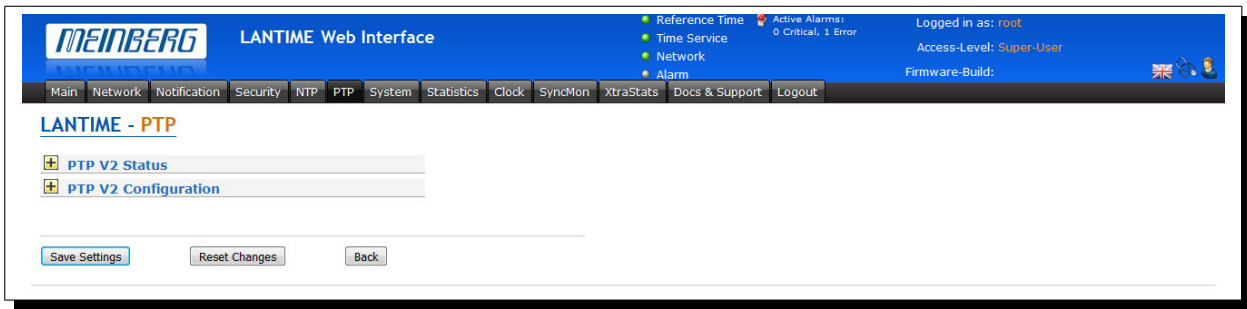 MEINBERG
LANTIME Web Interface
Reference Time
Time Service
Network
Alarm
Active Alarms:
0 Critical, 1 Error
Logged in as: root
Access-Level: Super-User
Firmware-Build:
Main Network Notification Security NTP PTP System Statistics Clock SyncMon XtraStats Docs & Support Logout
LANTIME - PTP
PTP V2 Status
PTP V2 Configuration
Save Settings Reset Changes Back